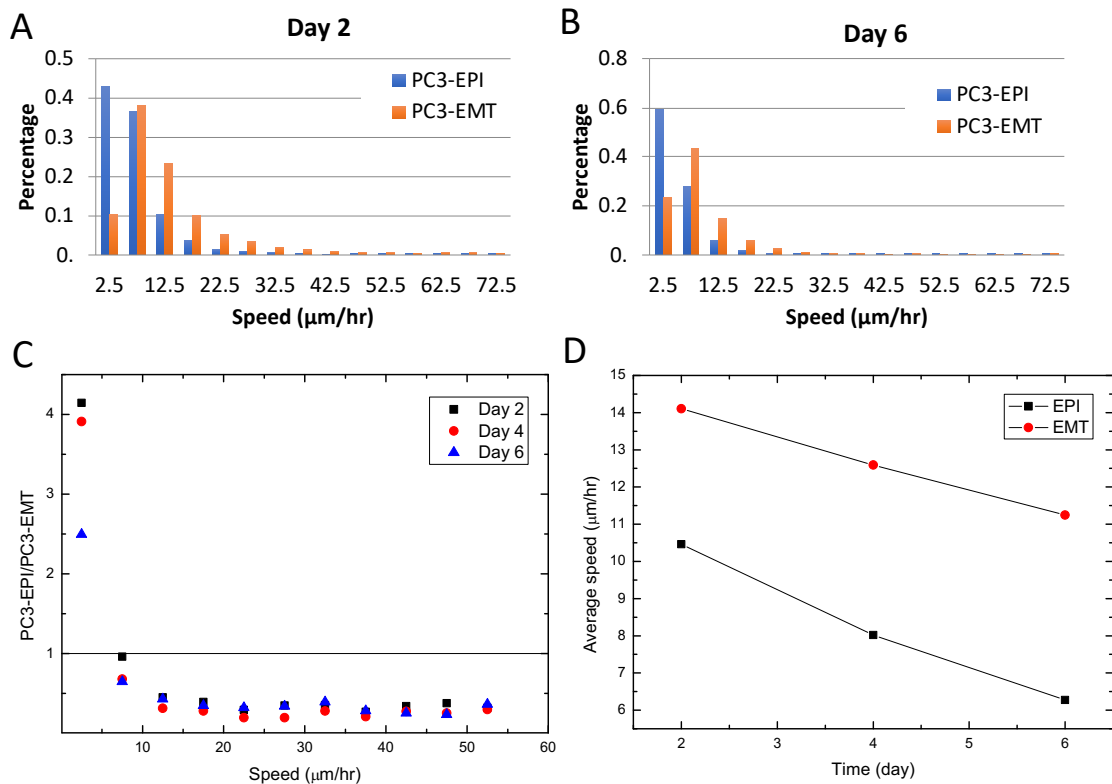 A
Day 2
0.5
0.4
0.3
0.2
0.1
0.
Percentage
PC3-EPI
PC3-EMT
2.5 12.5 22.5 32.5 42.5 52.5 62.5 72.5
Speed (μm/hr)
B
Day 6
0.8
0.6
0.4
0.2
0.
Percentage
PC3-EPI
PC3-EMT
2.5 12.5 22.5 32.5 42.5 52.5 62.5 72.5
Speed (μm/hr)
C
4
3
2
1
PC3-EPI/PC3-EMT
Day 2
Day 4
Day 6
10 20 30 40 50 60
Speed (μm/hr)
D
15
14
13
12
11
10
9
8
7
6
Average speed (μm/hr)
EPI
EMT
2 3 4 5 6
Time (day)